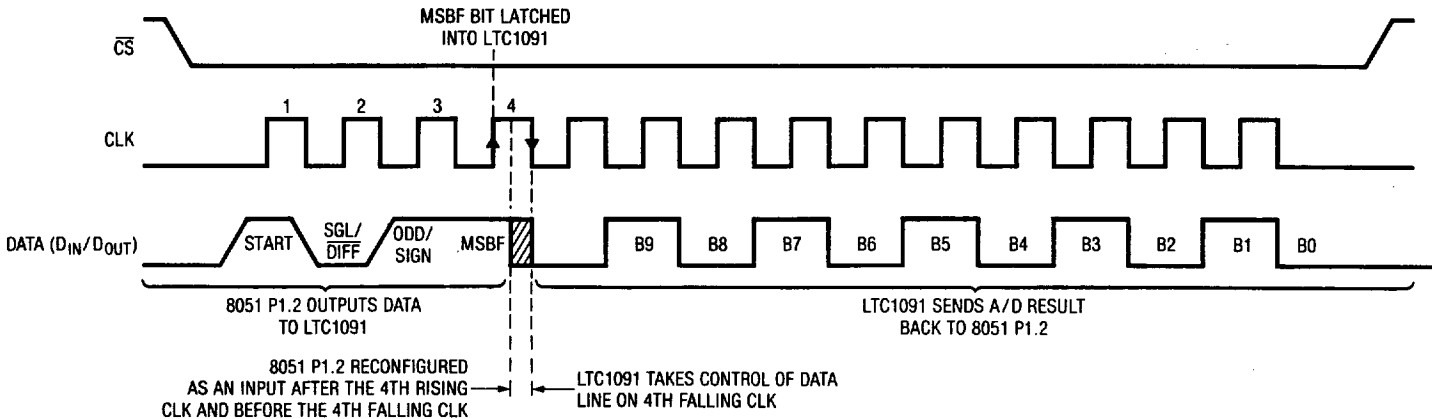 MSBF BIT LATCHED
INTO LTC1091
CS
1 2 3 4
CLK
DATA (DIN/DOUT)
START
SGL/
DIFF
ODD/
SIGN
MSBF
B9 B8 B7 B6 B5 B4 B3 B2 B1 B0
8051 P1.2 OUTPUTS DATA
TO LTC1091
LTC1091 SENDS A/D RESULT
BACK TO 8051 P1.2
8051 P1.2 RECONFIGURED
AS AN INPUT AFTER THE 4TH RISING
CLK AND BEFORE THE 4TH FALLING CLK
LTC1091 TAKES CONTROL OF DATA
LINE ON 4TH FALLING CLK